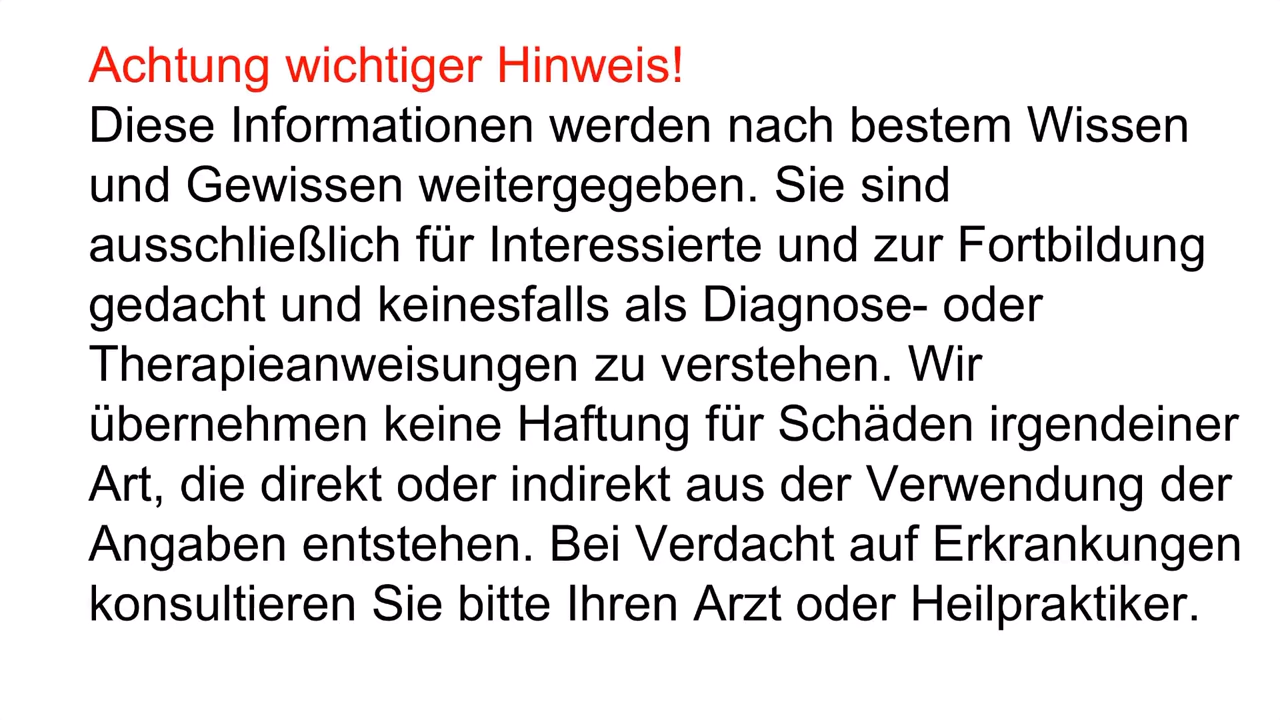 Achtung wichtiger Hinweis!
Diese Informationen werden nach bestem Wissen
und Gewissen weitergegeben. Sie sind
ausschließlich für Interessierte und zur Fortbildung
gedacht und keinesfalls als Diagnose- oder
Therapieanweisungen zu verstehen. Wir
übernehmen keine Haftung für Schäden irgendeiner
Art, die direkt oder indirekt aus der Verwendung der
Angaben entstehen. Bei Verdacht auf Erkrankungen
konsultieren Sie bitte Ihren Arzt oder Heilpraktiker.